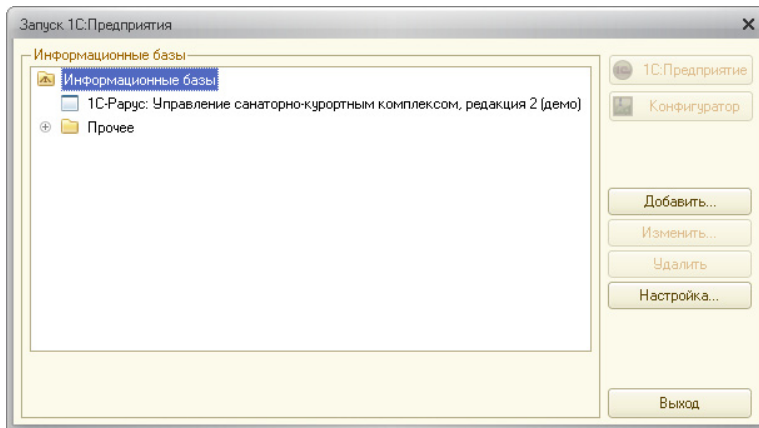 Запуск 1С:Предприятия
Информационные базы
Информационные базы
1С-Рарус: Управление санаторно-курортным комплексом, редакция 2 (демо)
Прочее
1С:Предприятие
Конфигуратор
Добавить...
Изменить...
Удалить
Настройка...
Выход